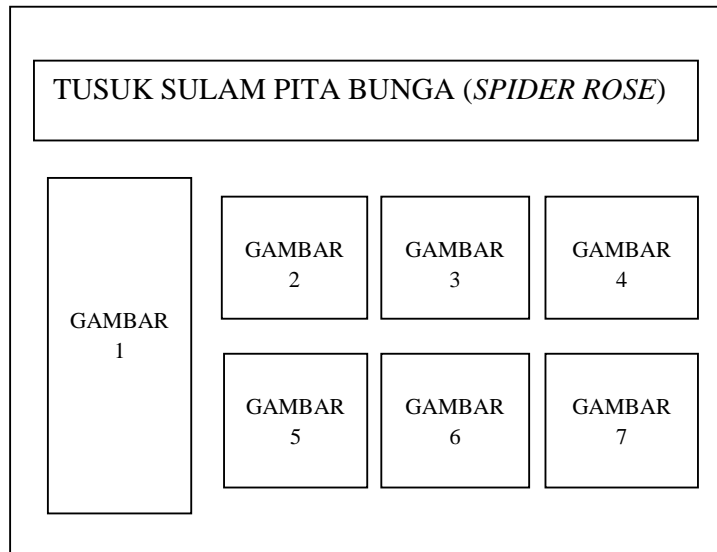 TUSUK SULAM PITA BUNGA (SPIDER ROSE)
GAMBAR
1
GAMBAR
2
GAMBAR
3
GAMBAR
4
GAMBAR
5
GAMBAR
6
GAMBAR
7